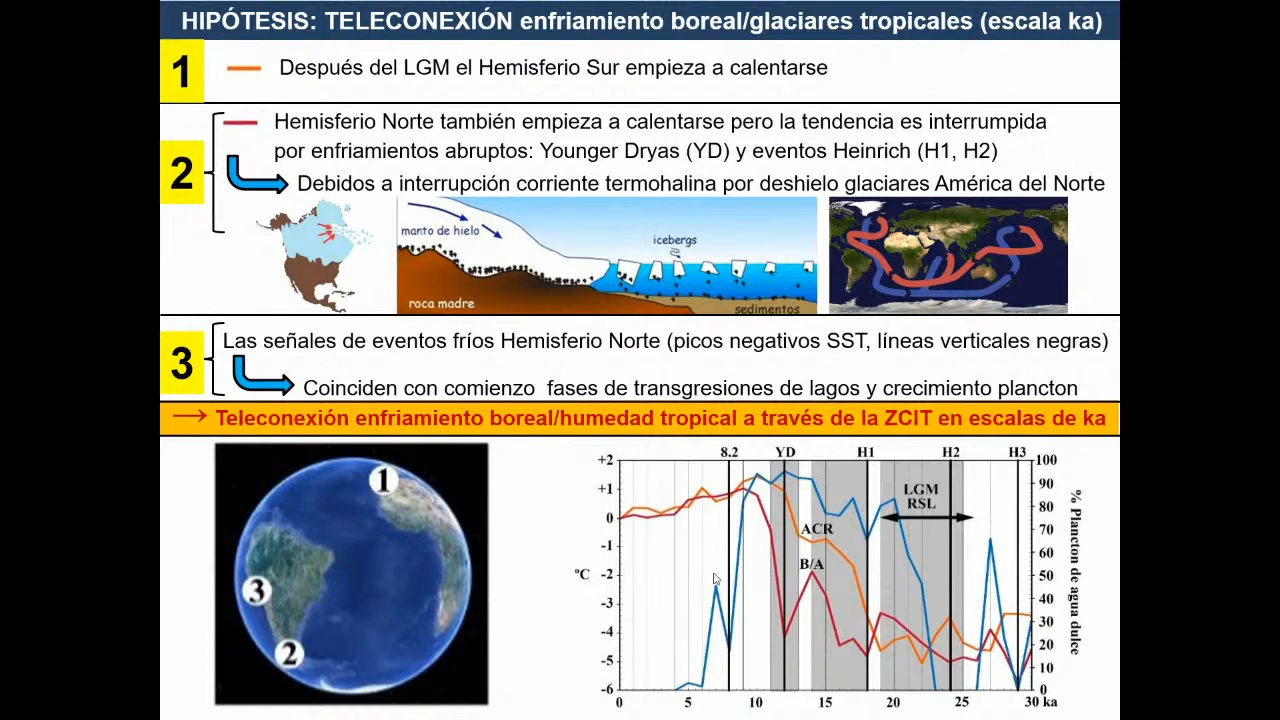 HIPÓTESIS: TELECONEXIÓN enfriamiento boreal/glaciares tropicales (escala ka)
1
Después del LGM el Hemisferio Sur empieza a calentarse
2
Hemisferio Norte también empieza a calentarse pero la tendencia es interrumpida
por enfriamientos abruptos: Younger Dryas (YD) y eventos Heinrich (H1, H2)
Debidos a interrupción corriente termohalina por deshielo glaciares América del Norte
manto de hielo
icebergs
roca madre
sedimentos
3
Las señales de eventos fríos Hemisferio Norte (picos negativos SST, líneas verticales negras)
Coinciden con comienzo fases de transgresiones de lagos y crecimiento plancton
→ Teleconexión enfriamiento boreal/humedad tropical a través de la ZCIT en escalas de ka
1
3
2
8.2 YD H1 H2 H3
+2
+1
0
-1
-2
-3
-4
-5
-6
ºC
LGM
RSL
ACR
B/A
100
90
80
70
60
50
40
30
20
10
0
% Plancton de agua dulce
0 5 10 15 20 25 30 ka